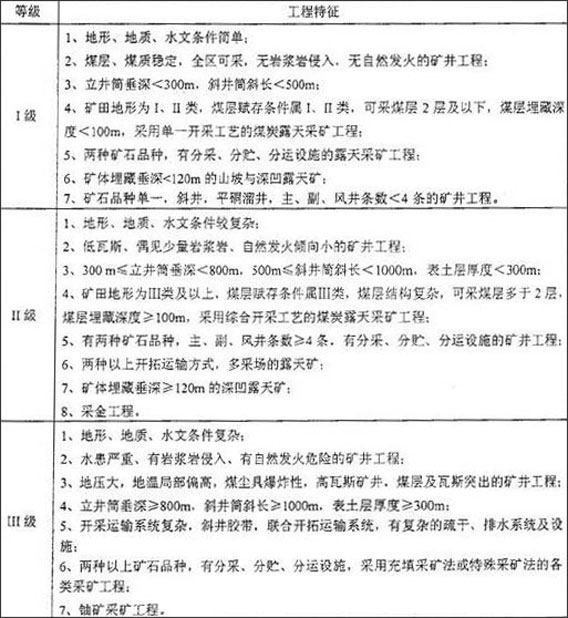 等级 工程特征
I级
1、地形、地质、水文条件简单;
2、煤层、煤质稳定,全区可采,无岩浆岩侵入,无自然发火的矿井工程;
3、立井筒垂深<300m,斜井筒斜长<500m;
4、矿田地形为I、II类,煤层赋存条件属I、II类,可采煤层2层及以下,煤层埋藏深
度<100m,采用单一开采工艺的煤炭露天采矿工程;
5、两种矿石品种,有分采、分贮、分运设施的露天采矿工程;
6、矿体埋藏垂深<120m的山坡与深凹露天矿;
7、矿石品种单一,斜井,平硐溜井,主、副、风井条数<4条的矿井工程。
II级
1、地形、地质、水文条件较复杂;
2、低瓦斯、偶见少量岩浆岩、自然发火倾向小的矿井工程;
3、300 m≤立井筒垂深<800m,500m≤斜井筒斜长<1000m,表土层厚度<300m;
4、矿田地形为III类及以上,煤层赋存条件属III类,煤层结构复杂,可采煤层多于2层,
煤层埋藏深度≥100m,采用综合开采工艺的煤炭露天采矿工程;
5、有两种矿石品种,主、副、风井条数≥4条,有分采、分贮、分运设施的矿井工程;
6、两种以上开拓运输方式,多采场的露天矿;
7、矿体埋藏垂深≥120m的深凹露天矿;
8、采金工程。
III级
1、地形、地质、水文条件复杂;
2、水患严重、有岩浆岩侵入、有自然发火危险的矿井工程;
3、地压大,地温局部偏高,煤尘具爆炸性,高瓦斯矿井,煤层及瓦斯突出的矿井工程;
4、立井筒垂深≥800m,斜井筒斜长≥1000m,表土层厚度≥300m;
5、开采运输系统复杂,斜井胶带,联合开拓运输系统,有复杂的疏干、排水系统及设
施;
6、两种以上矿石品种,有分采、分贮、分运设施,采用充填采矿法或特殊采矿法的各
类采矿工程;
7、铀矿采矿工程。